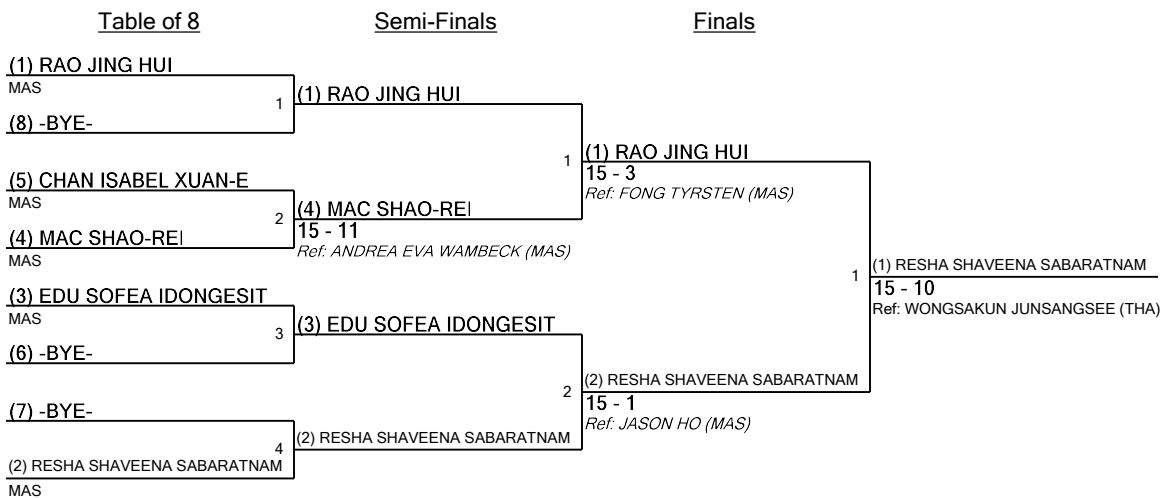 Table of 8
Semi-Finals
Finals
(1) RAO JING HUI
MAS
1
(8) -BYE-
(5) CHAN ISABEL XUAN-E
MAS
2
(4) MAC SHAO-REI
MAS
(3) EDU SOFEA IDONGESIT
MAS
3
(6) -BYE-
(7) -BYE-
4
(2) RESHA SHAVEENA SABARATNAM
MAS
(1) RAO JING HUI
1
(4) MAC SHAO-REI
15 - 11
Ref: ANDREA EVA WAMBECK (MAS)
(3) EDU SOFEA IDONGESIT
2
(2) RESHA SHAVEENA SABARATNAM
(1) RAO JING HUI
15 - 3
Ref: FONG TYRSTEN (MAS)
1
(2) RESHA SHAVEENA SABARATNAM
15 - 1
Ref: JASON HO (MAS)
(1) RESHA SHAVEENA SABARATNAM
15 - 10
Ref: WONGSAKUN JUNSANGSEE (THA)